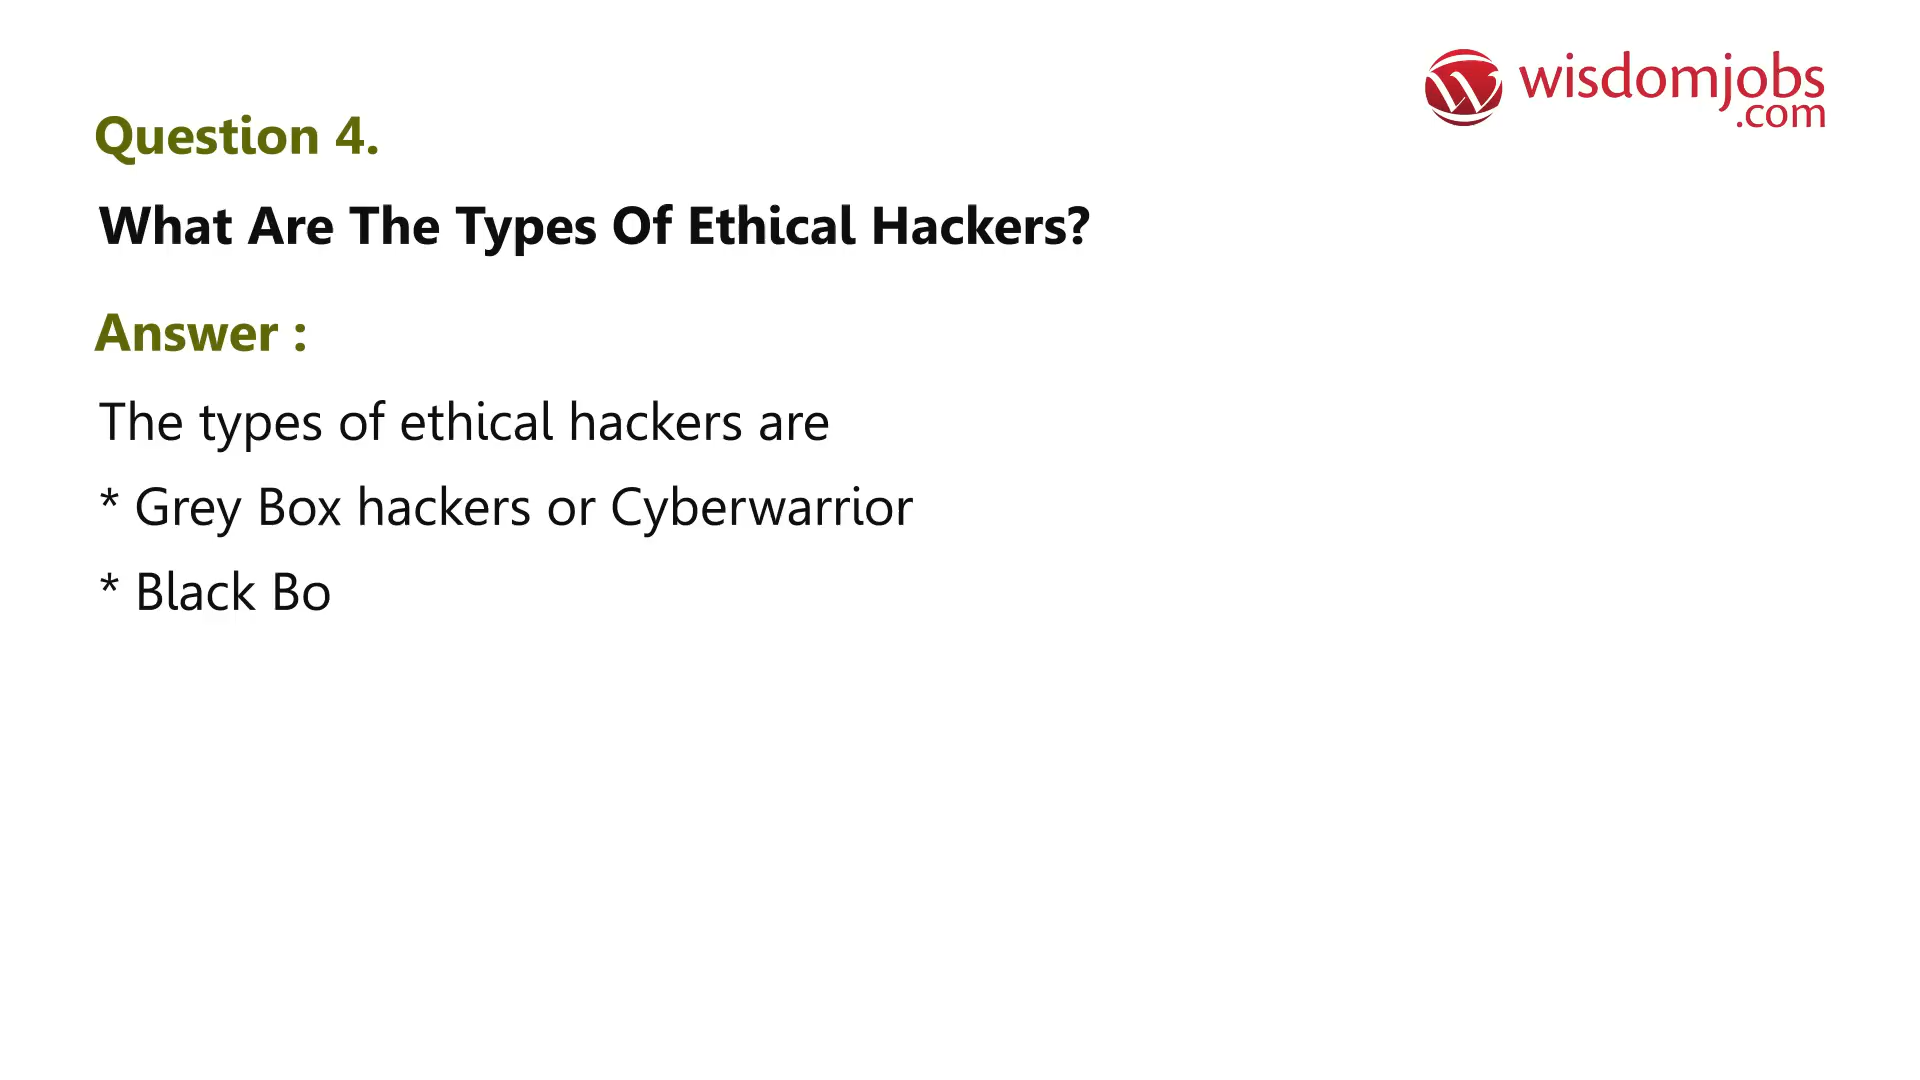 wisdomjobs
.com
Question 4.
What Are The Types Of Ethical Hackers?
Answer :
The types of ethical hackers are
* Grey Box hackers or Cyberwarrior
* Black Bo